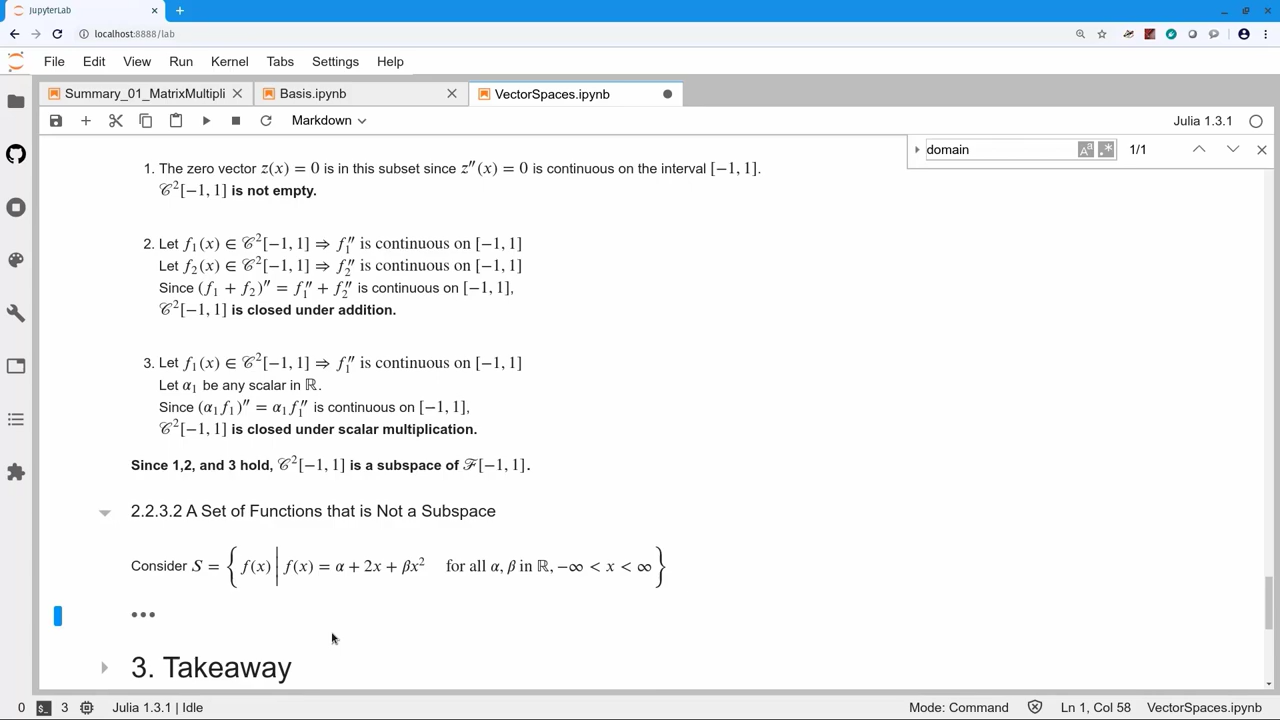 JupyterLab
localhost:8888/lab
File Edit View Run Kernel Tabs Settings Help
Summary_01_MatrixMultipli
Basis.ipynb
VectorSpaces.ipynb
Markdown
Julia 1.3.1
domain
Aa
.*
1/1
1. The zero vector z(x) = 0 is in this subset since z″(x) = 0 is continuous on the interval [−1, 1].
𝒞²[−1, 1] is not empty.
2. Let f₁(x) ∈ 𝒞²[−1, 1] ⇒ f₁″ is continuous on [−1, 1]
Let f₂(x) ∈ 𝒞²[−1, 1] ⇒ f₂″ is continuous on [−1, 1]
Since (f₁ + f₂)″ = f₁″ + f₂″ is continuous on [−1, 1],
𝒞²[−1, 1] is closed under addition.
3. Let f₁(x) ∈ 𝒞²[−1, 1] ⇒ f₁″ is continuous on [−1, 1]
Let α₁ be any scalar in ℝ.
Since (α₁f₁)″ = α₁f₁″ is continuous on [−1, 1],
𝒞²[−1, 1] is closed under scalar multiplication.
Since 1,2, and 3 hold, 𝒞²[−1, 1] is a subspace of ℱ[−1, 1].
2.2.3.2 A Set of Functions that is Not a Subspace
Consider S = { f(x) | f(x) = α + 2x + βx² for all α, β in ℝ, −∞ < x < ∞ }
•••
3. Takeaway
0
3
Julia 1.3.1 | Idle
Mode: Command
Ln 1, Col 58
VectorSpaces.ipynb